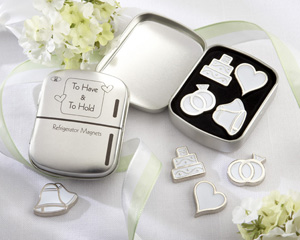 To Have
&
To Hold
Refrigerator Magnets